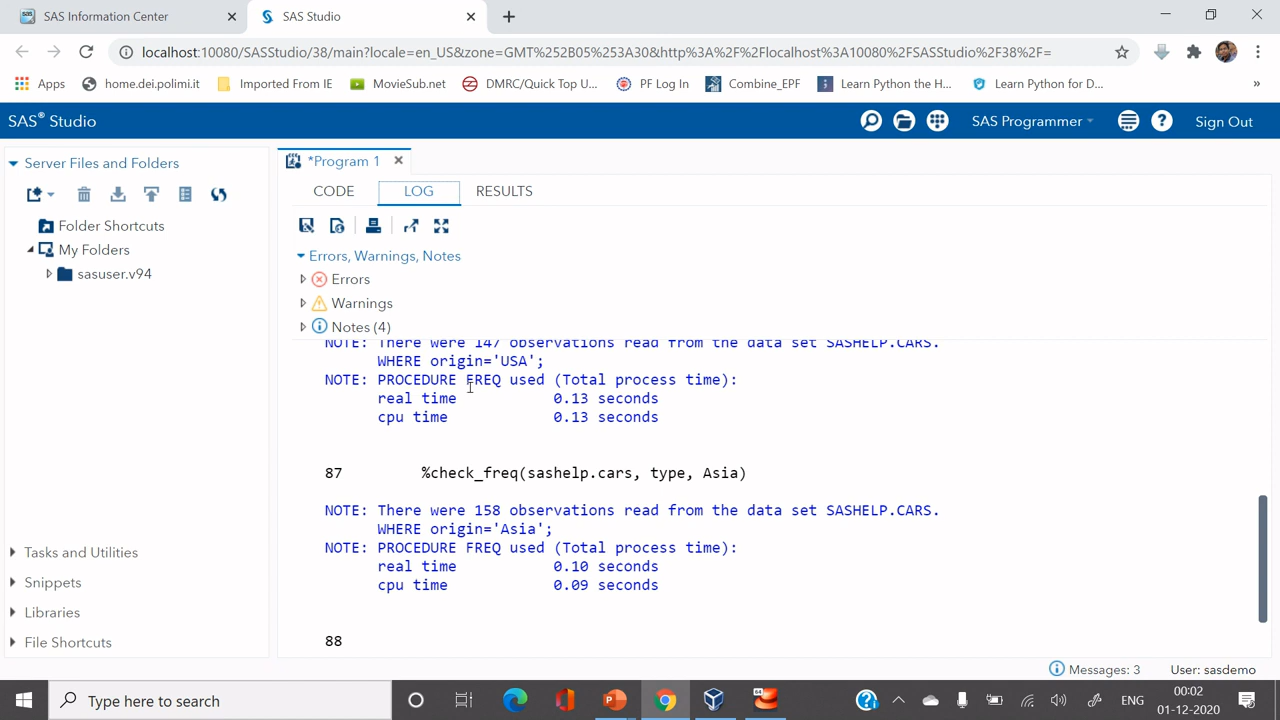 SAS Information Center
SAS Studio
localhost:10080/SASStudio/38/main?locale=en_US&zone=GMT%252B05%253A30&http%3A%2F%2Flocalhost%3A10080%2FSASStudio%2F38%2F=
Apps home.dei.polimi.it Imported From IE MovieSub.net DMRC/Quick Top U... PF Log In Combine_EPF Learn Python the H... Learn Python for D... »
SAS® Studio SAS Programmer Sign Out
Server Files and Folders
*Program 1
CODE LOG RESULTS
Folder Shortcuts
My Folders
sasuser.v94
Errors, Warnings, Notes
Errors
Warnings
Notes (4)
NOTE: There were 147 observations read from the data set SASHELP.CARS.
WHERE origin='USA';
NOTE: PROCEDURE FREQ used (Total process time):
real time 0.13 seconds
cpu time 0.13 seconds
87 %check_freq(sashelp.cars, type, Asia)
NOTE: There were 158 observations read from the data set SASHELP.CARS.
WHERE origin='Asia';
NOTE: PROCEDURE FREQ used (Total process time):
real time 0.10 seconds
cpu time 0.09 seconds
88
Tasks and Utilities
Snippets
Libraries
File Shortcuts
Messages: 3 User: sasdemo
Type here to search
64
ENG
00:02
01-12-2020